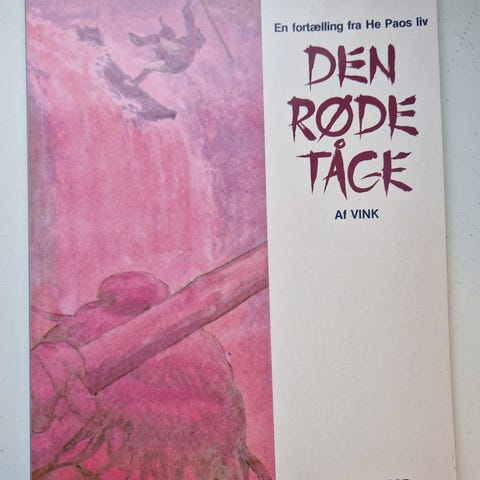 En fortælling fra He Paos liv
DEN
RØDE
TÅGE
Af VINK